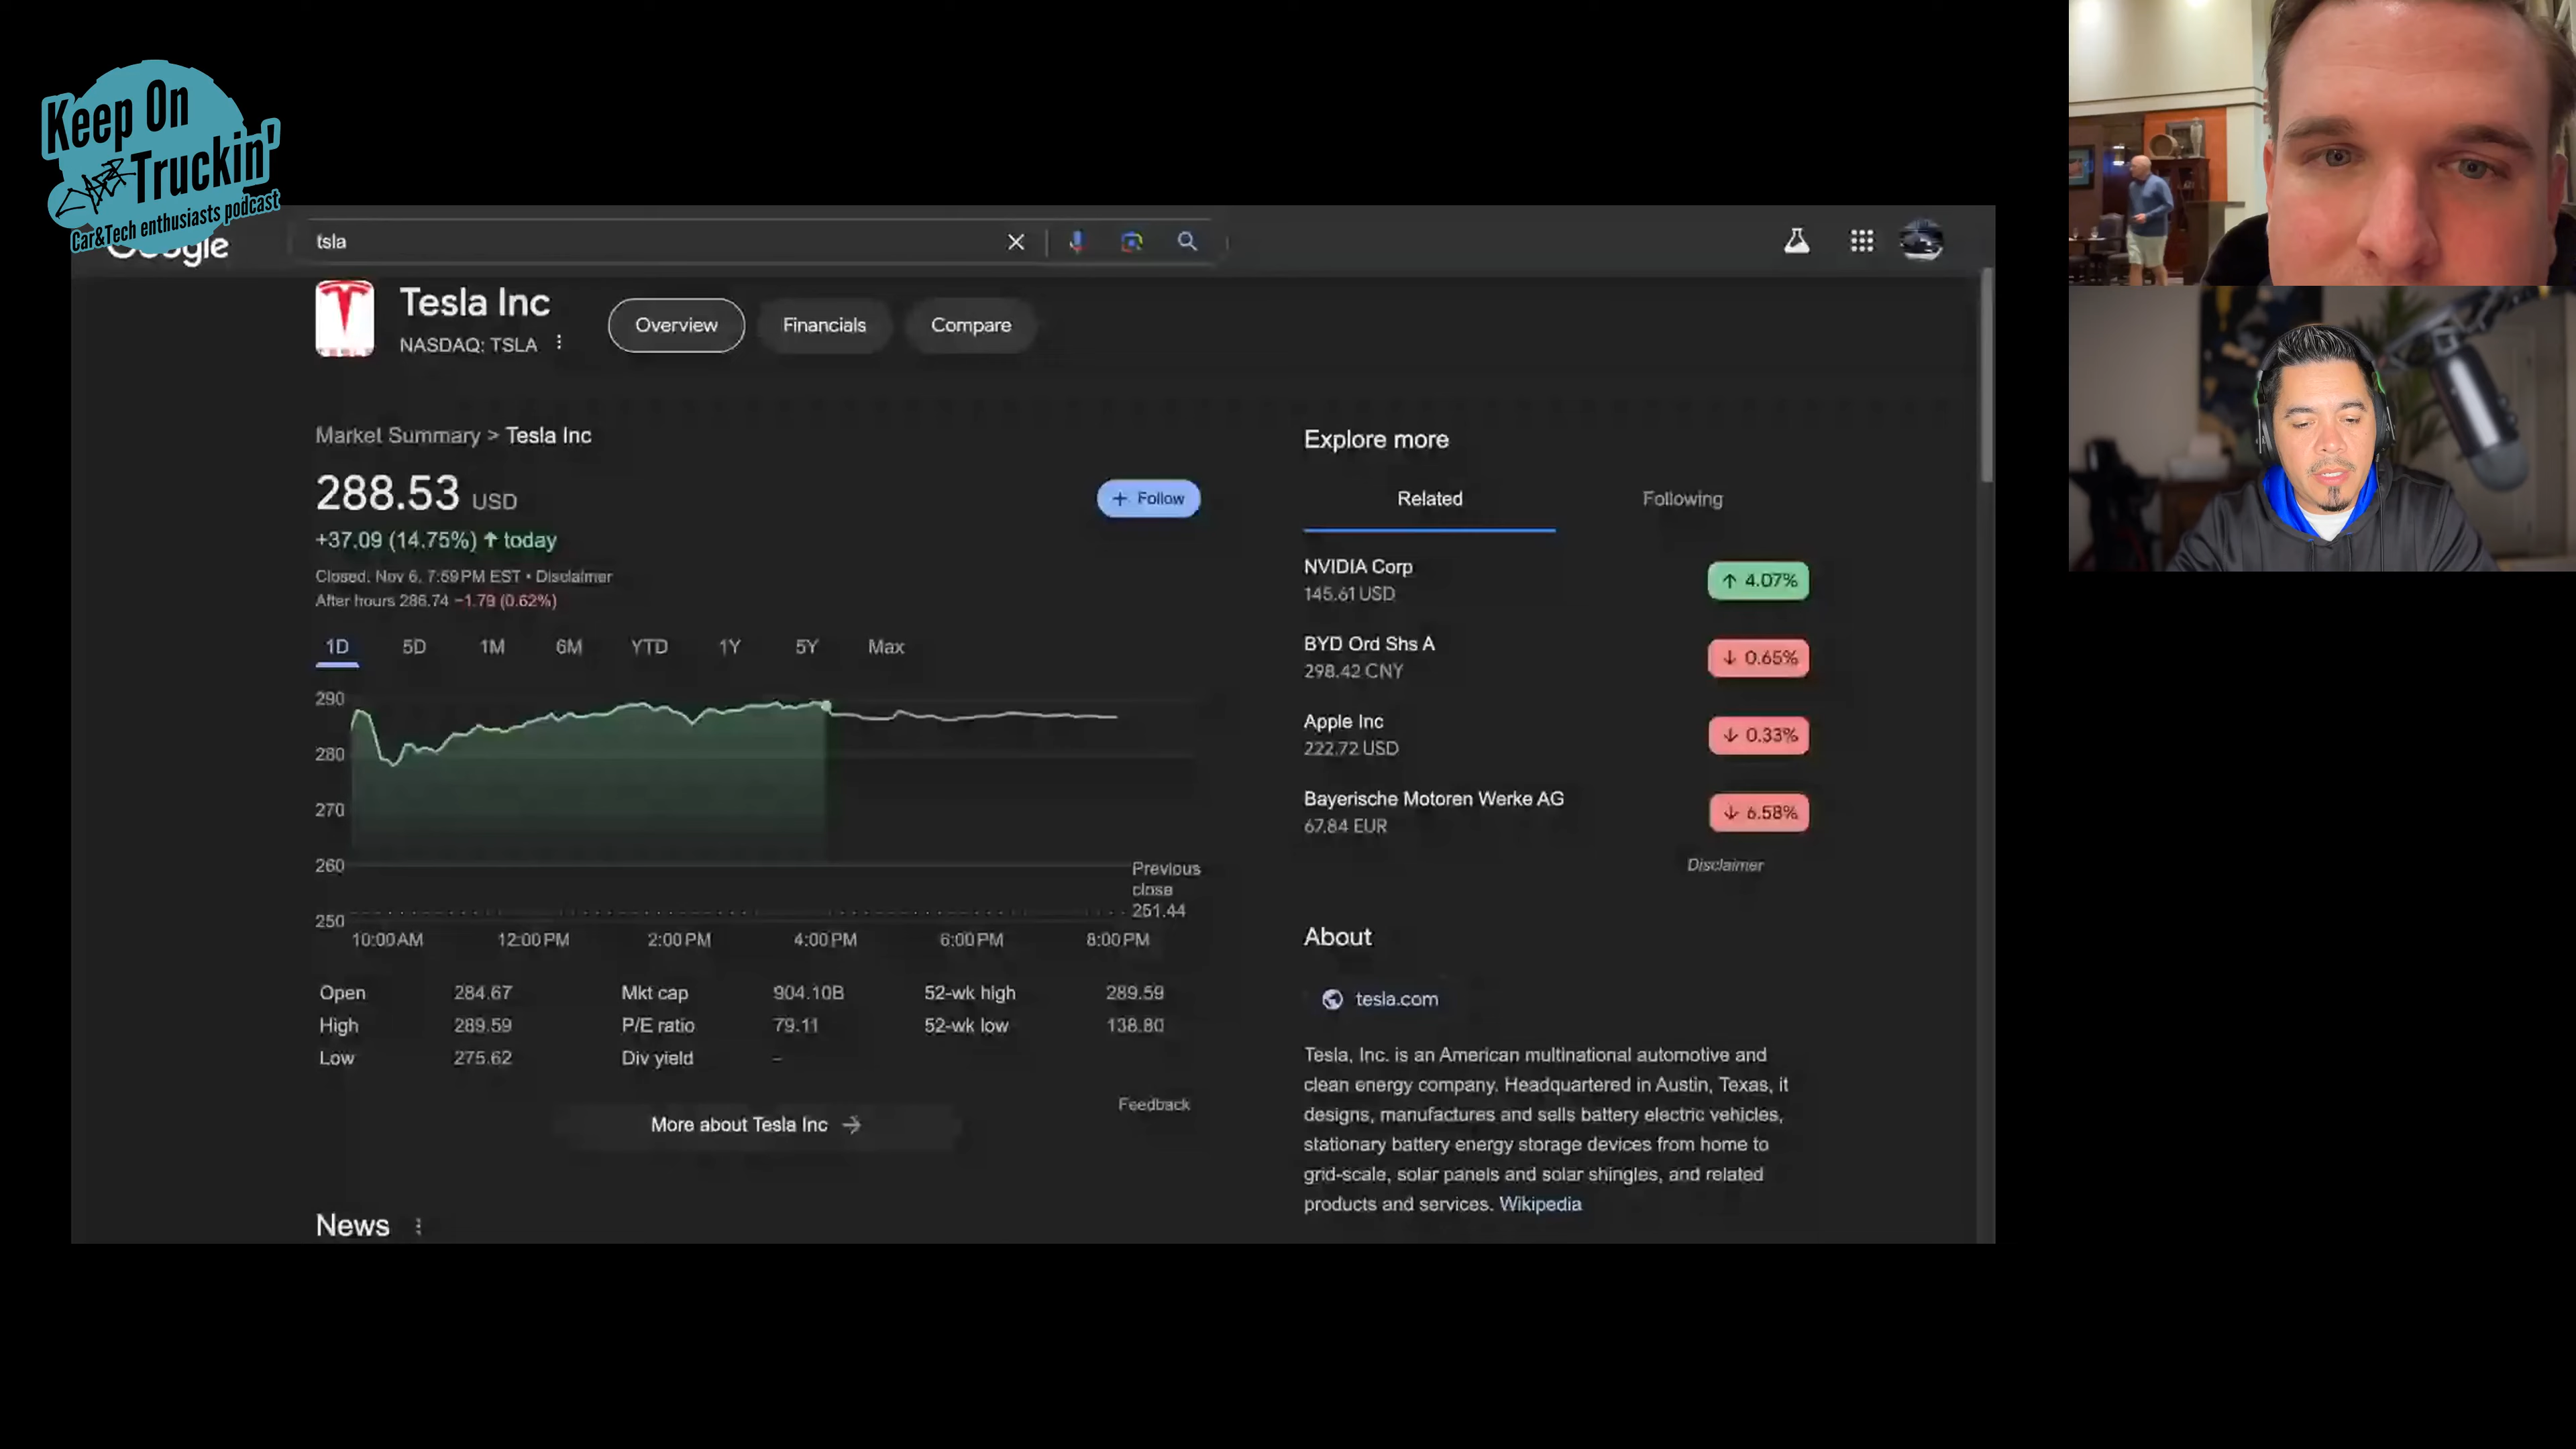 Keep On
Truckin'
Car&Tech enthusiasts podcast
Google
tsla
Tesla Inc
NASDAQ: TSLA
Overview
Financials
Compare
Market Summary > Tesla Inc
288.53 USD
+ Follow
+37.09 (14.75%) ↑ today
Closed: Nov 6, 7:59 PM EST • Disclaimer
After hours 286.74 −1.79 (0.62%)
1D 5D 1M 6M YTD 1Y 5Y Max
290
280
270
260
250
Previous
close
251.44
10:00 AM 12:00 PM 2:00 PM 4:00 PM 6:00 PM 8:00 PM
Open 284.67 Mkt cap 904.10B 52-wk high 289.59
High 289.59 P/E ratio 79.11 52-wk low 138.80
Low 275.62 Div yield -
Feedback
More about Tesla Inc →
News
Explore more
Related Following
NVIDIA Corp
145.61 USD
↑ 4.07%
BYD Ord Shs A
298.42 CNY
↓ 0.65%
Apple Inc
222.72 USD
↓ 0.33%
Bayerische Motoren Werke AG
67.84 EUR
↓ 6.58%
Disclaimer
About
tesla.com
Tesla, Inc. is an American multinational automotive and
clean energy company. Headquartered in Austin, Texas, it
designs, manufactures and sells battery electric vehicles,
stationary battery energy storage devices from home to
grid-scale, solar panels and solar shingles, and related
products and services. Wikipedia